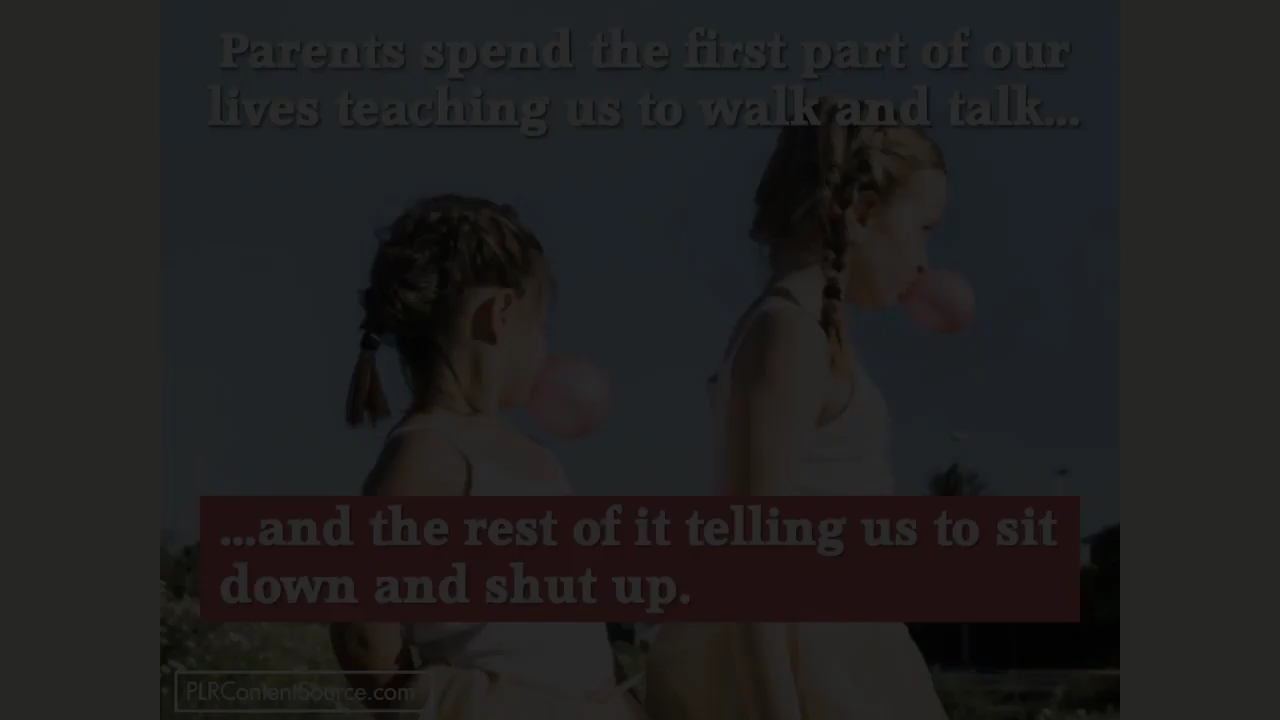 Parents spend the first part of our
lives teaching us to walk and talk...
...and the rest of it telling us to sit
down and shut up.
PLRContentSource.com